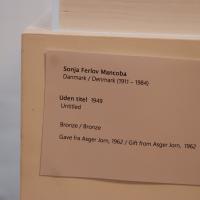 Sonja Ferlov Mancoba
Danmark / Denmark (1911 – 1984)
Uden titel 1949
Untitled
Bronze / Bronze
Gave fra Asger Jorn, 1962 / Gift from Asger Jorn, 1962